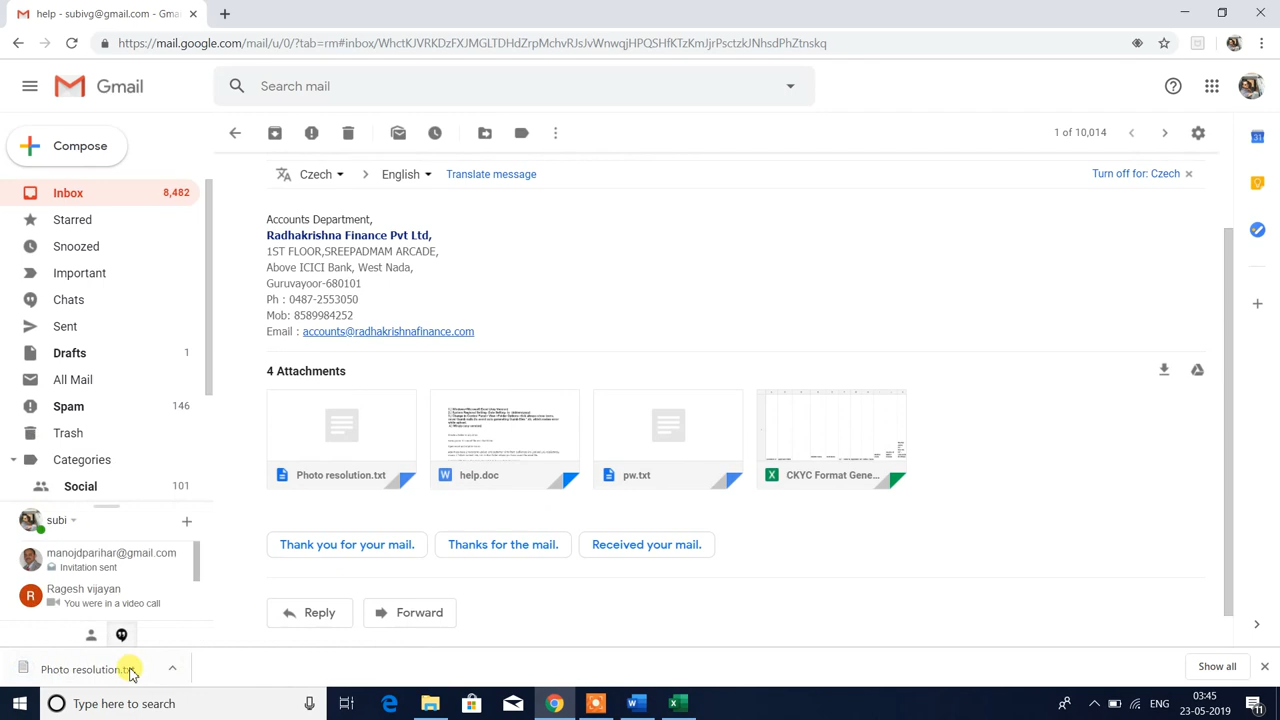 help - subivg@gmail.com - Gma
https://mail.google.com/mail/u/0/?tab=rm#inbox/WhctKJVRKDzFXJMGLTDHdZrpMchvRJsJvWnwqjHPQSHfKTzKmJjrPsctzkJNhsdPhZtnskq
Gmail
Search mail
Compose
1 of 10,014
Inbox 8,482
Starred
Snoozed
Important
Chats
Sent
Drafts 1
All Mail
Spam 146
Trash
Categories
Social 101
subi
manojdparihar@gmail.com
Invitation sent
R
Ragesh vijayan
You were in a video call
Czech > English Translate message
Turn off for: Czech
Accounts Department,
Radhakrishna Finance Pvt Ltd,
1ST FLOOR,SREEPADMAM ARCADE,
Above ICICI Bank, West Nada,
Guruvayoor-680101
Ph : 0487-2553050
Mob: 8589984252
Email : accounts@radhakrishnafinance.com
4 Attachments
Photo resolution.txt
W help.doc
pw.txt
X CKYC Format Gene...
Thank you for your mail.
Thanks for the mail.
Received your mail.
Reply
Forward
31
Photo resolution.txt
Show all
Type here to search
ENG
03:45
23-05-2019
11